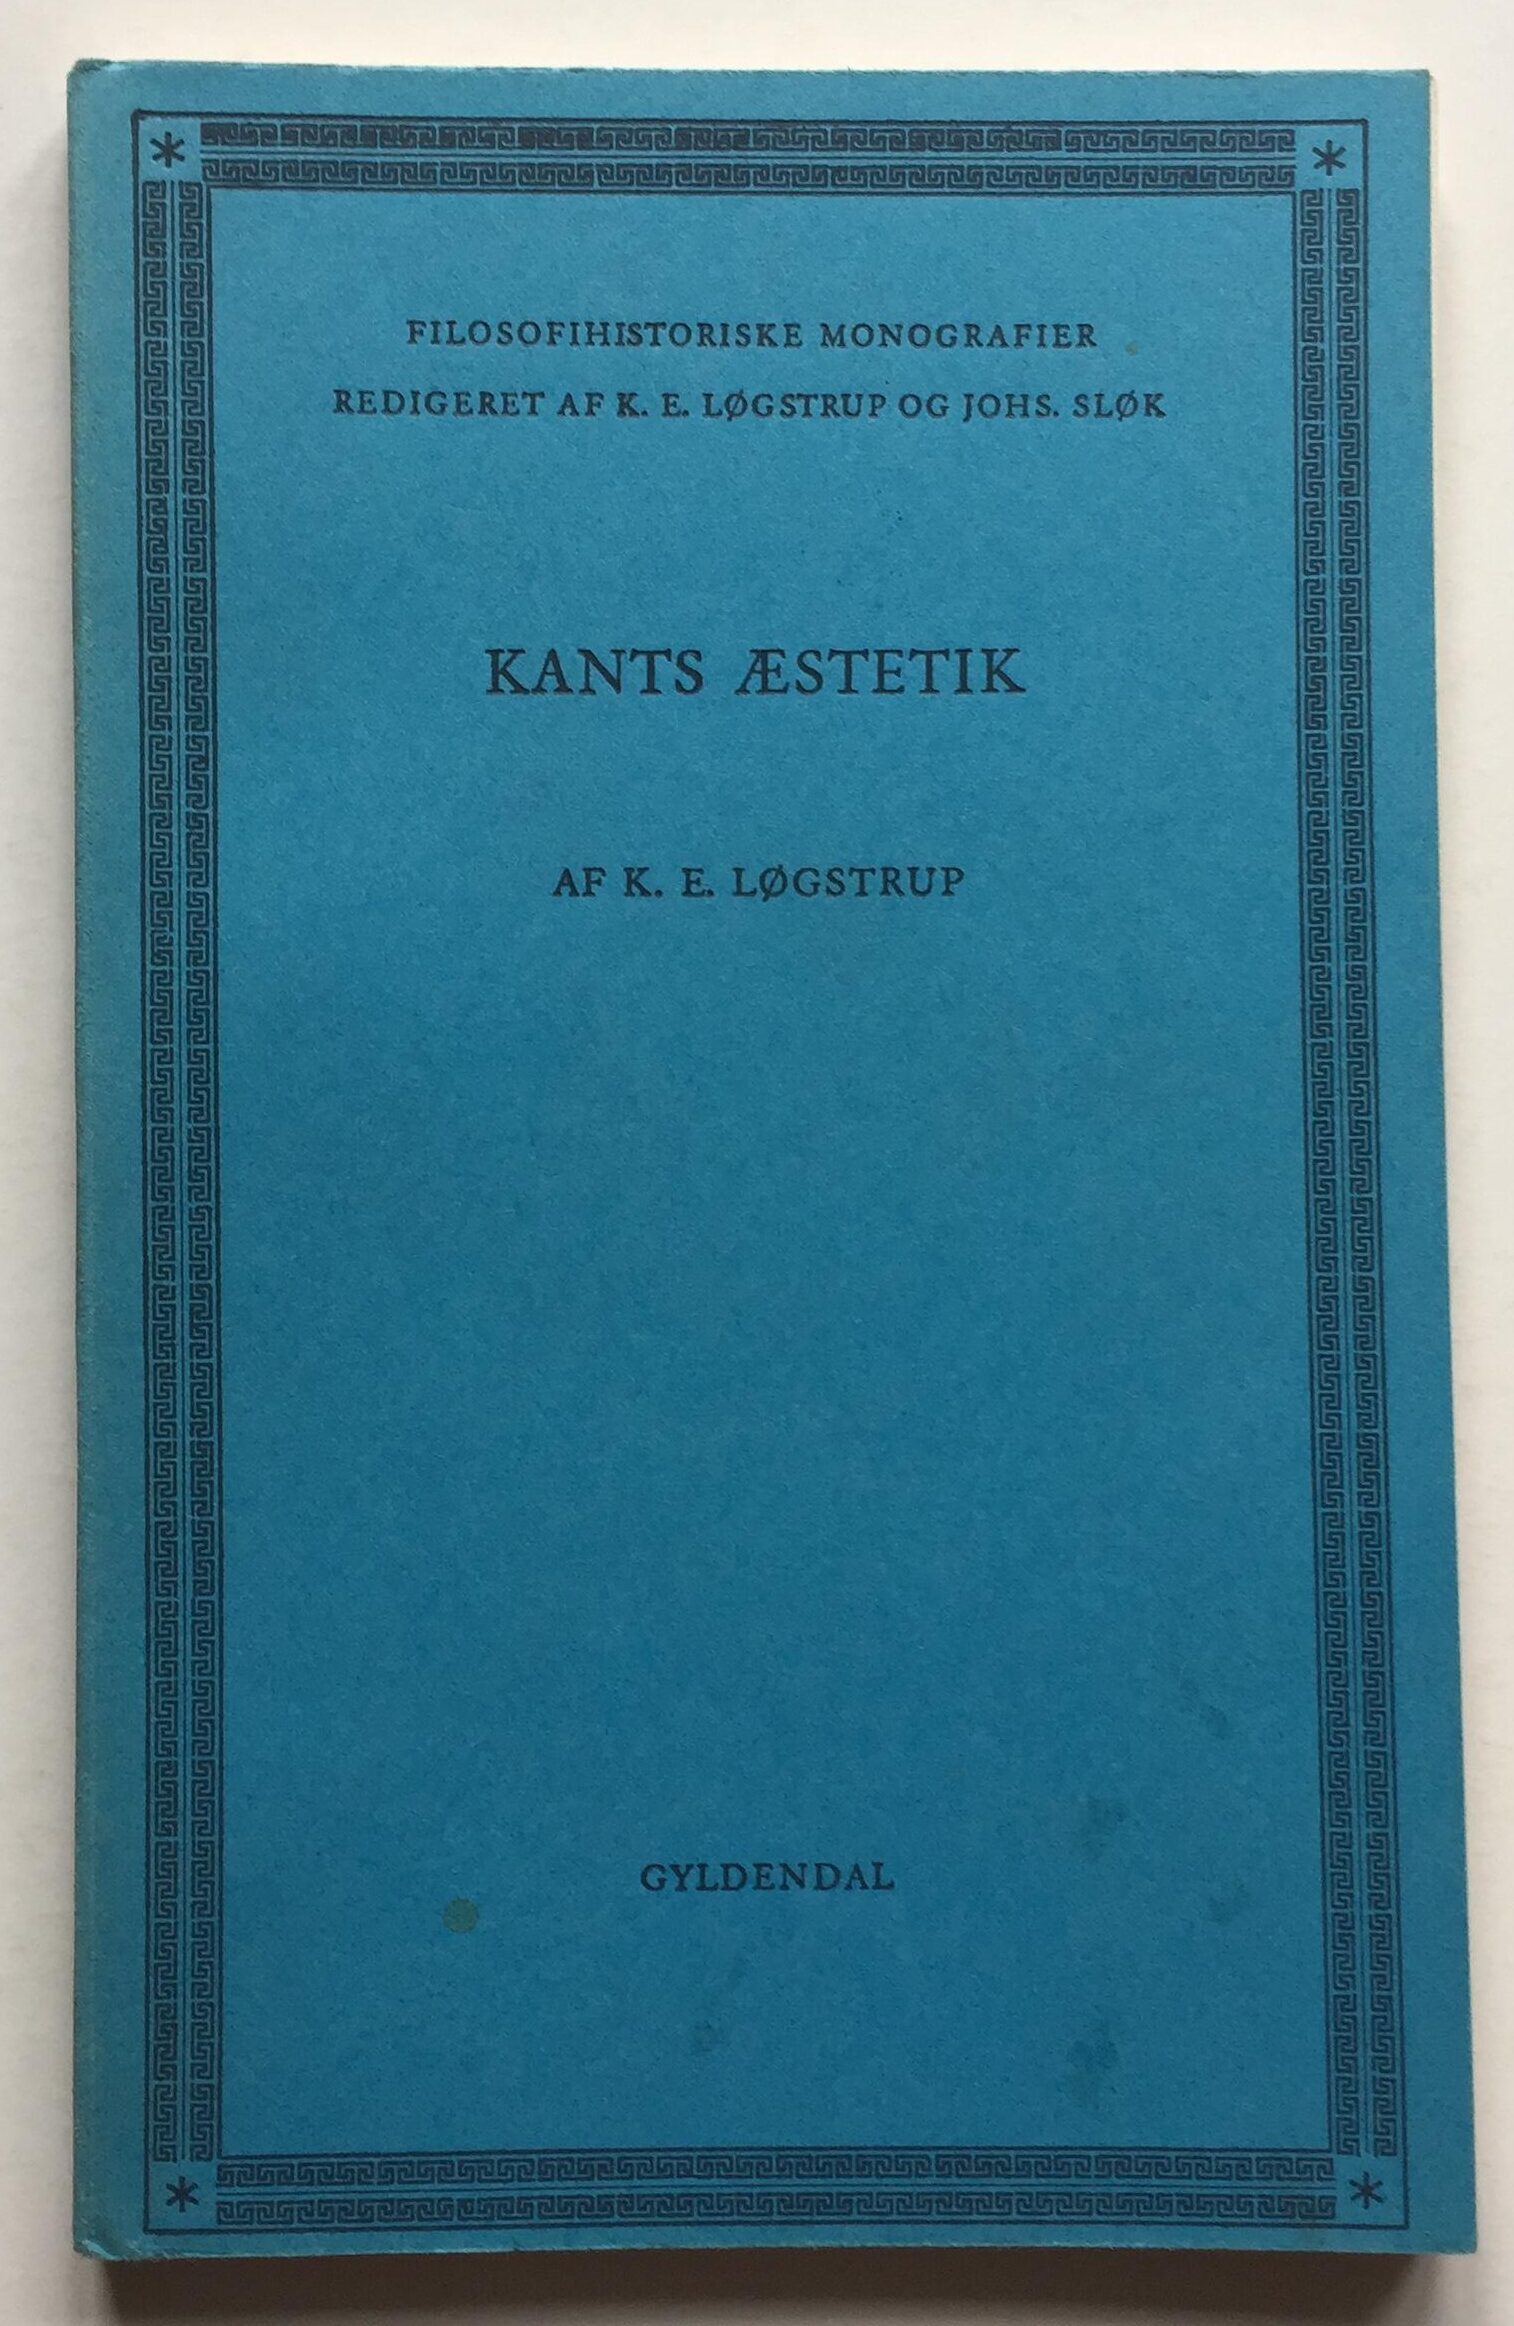 FILOSOFIHISTORISKE MONOGRAFIER
REDIGERET AF K. E. LØGSTRUP OG JOHS. SLØK
KANTS ÆSTETIK
AF K. E. LØGSTRUP
GYLDENDAL